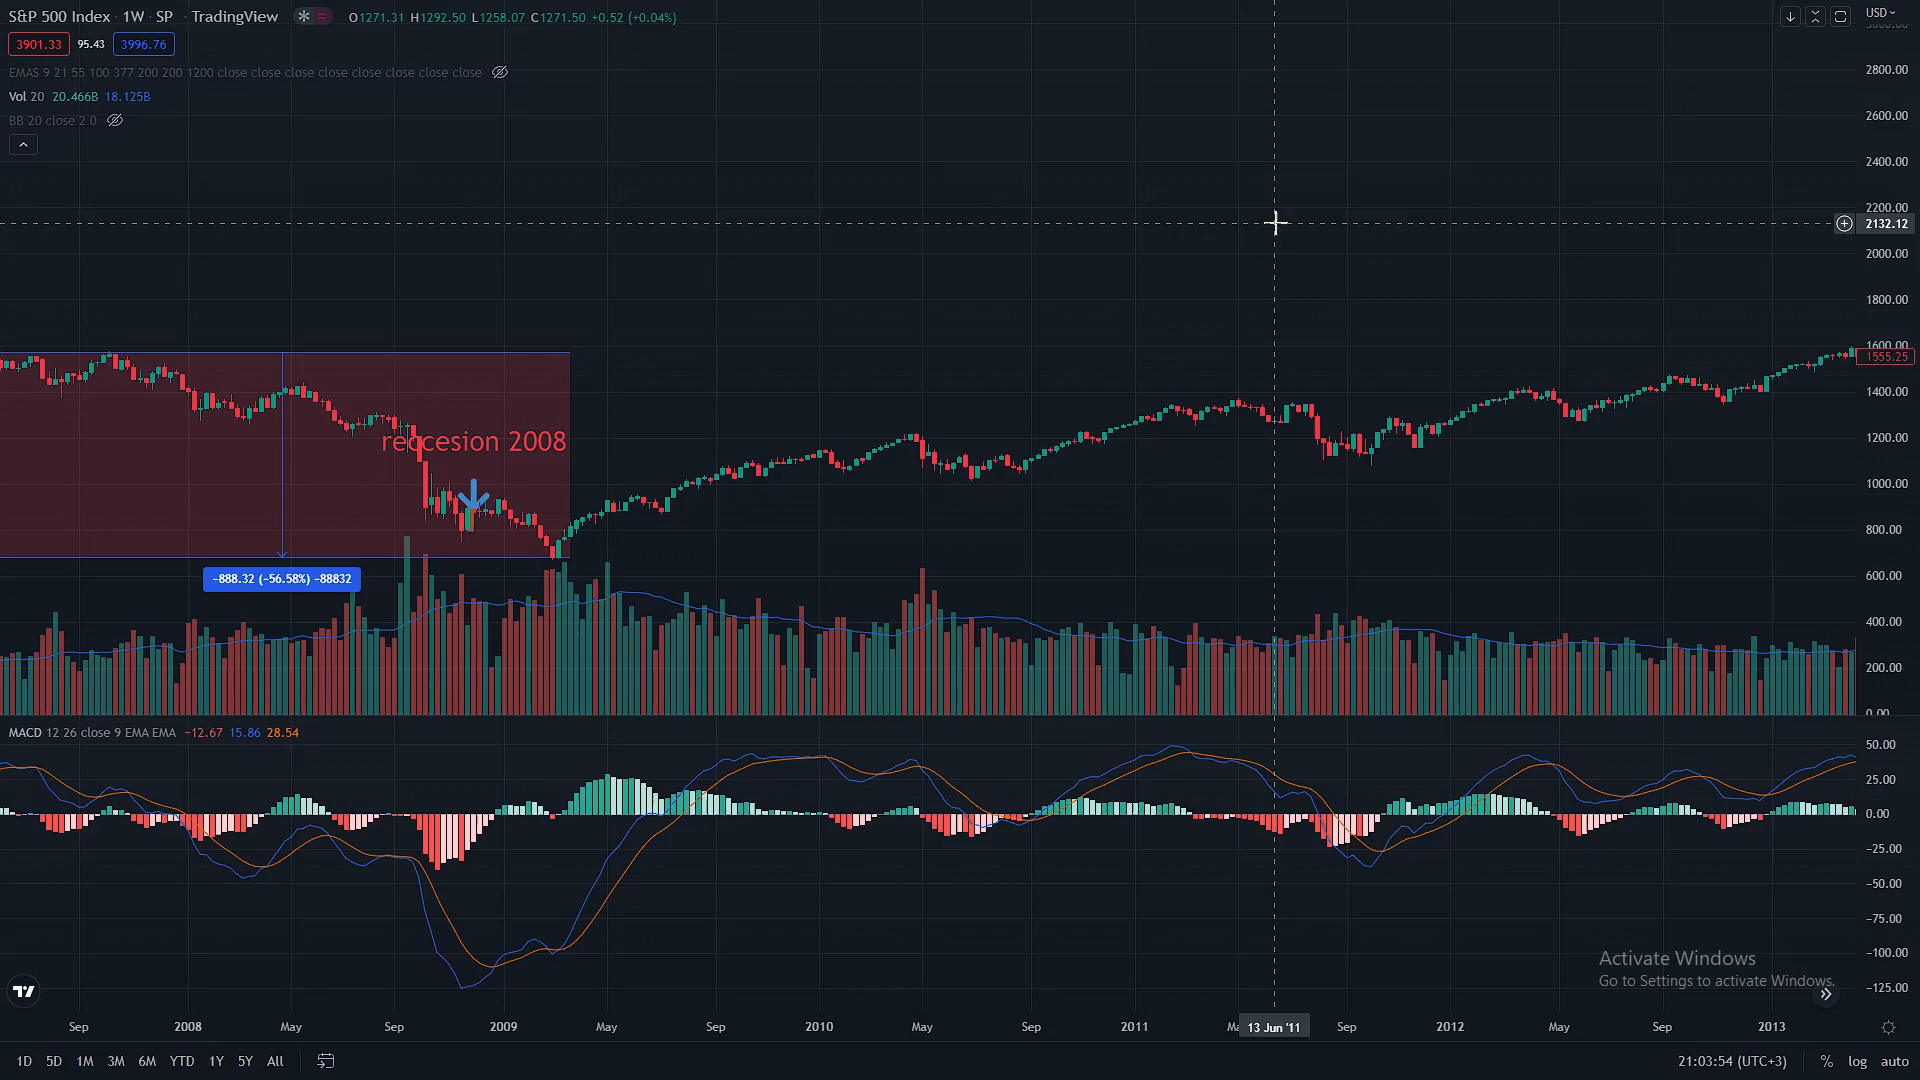 S&P 500 Index · 1W · SP · TradingView O1271.31 H1292.50 L1258.07 C1271.50 +0.52 (+0.04%)
3901.33 95.43 3996.76
EMAS 9 21 55 100 377 200 200 1200 close close close close close close close close
Vol 20 20.466B 18.125B
BB 20 close 2 0
USD
3000.00
2800.00
2600.00
2400.00
2200.00
2132.12
2000.00
1800.00
1600.00
1555.25
1400.00
reccesion 2008
1200.00
1000.00
800.00
−888.32 (−56.58%) −88832
600.00
400.00
200.00
0.00
MACD 12 26 close 9 EMA EMA −12.67 15.86 28.54
50.00
25.00
0.00
−25.00
−50.00
−75.00
−100.00
−125.00
Activate Windows
Go to Settings to activate Windows.
Sep 2008 May Sep 2009 May Sep 2010 May Sep 2011 Ma 13 Jun '11 Sep 2012 May Sep 2013
1D 5D 1M 3M 6M YTD 1Y 5Y All 21:03:54 (UTC+3) % log auto